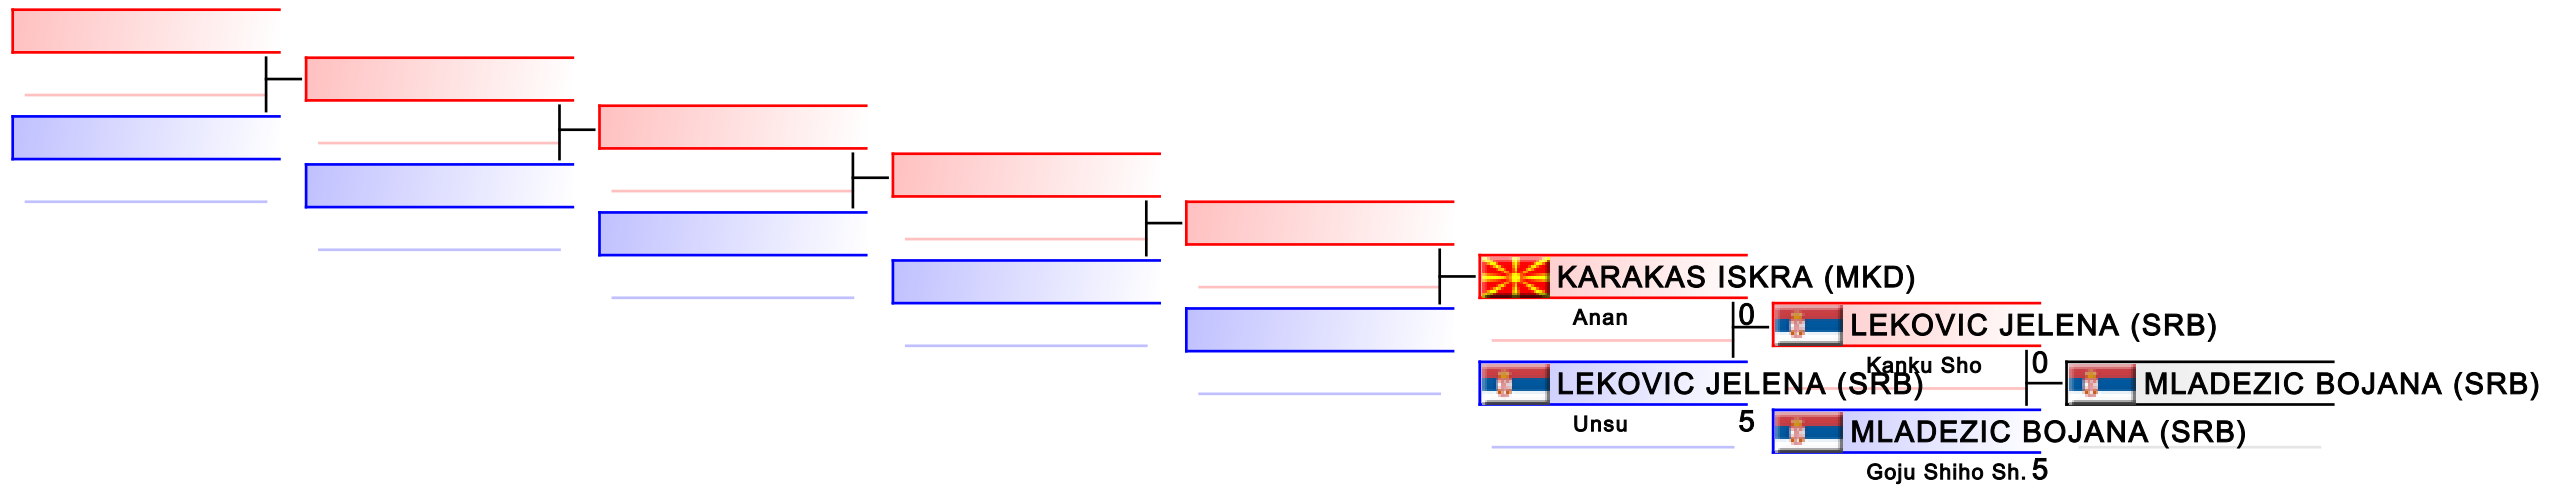 KARAKAS ISKRA (MKD)
Anan 0
LEKOVIC JELENA (SRB)
Unsu 5
LEKOVIC JELENA (SRB)
Kanku Sho 0
MLADEZIC BOJANA (SRB)
Goju Shiho Sh. 5
MLADEZIC BOJANA (SRB)